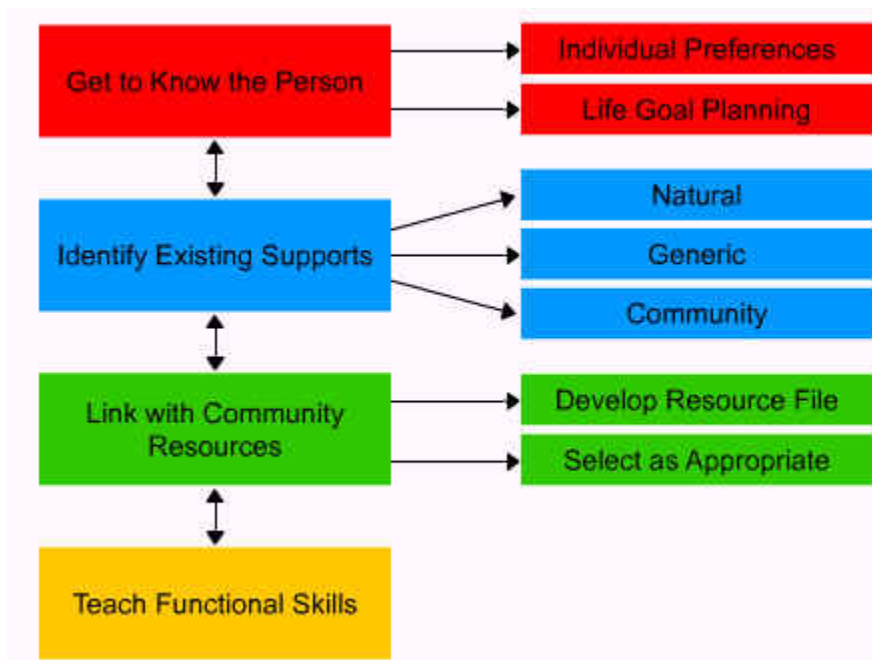 Get to Know the Person
Individual Preferences
Life Goal Planning
Identify Existing Supports
Natural
Generic
Community
Link with Community
Resources
Develop Resource File
Select as Appropriate
Teach Functional Skills